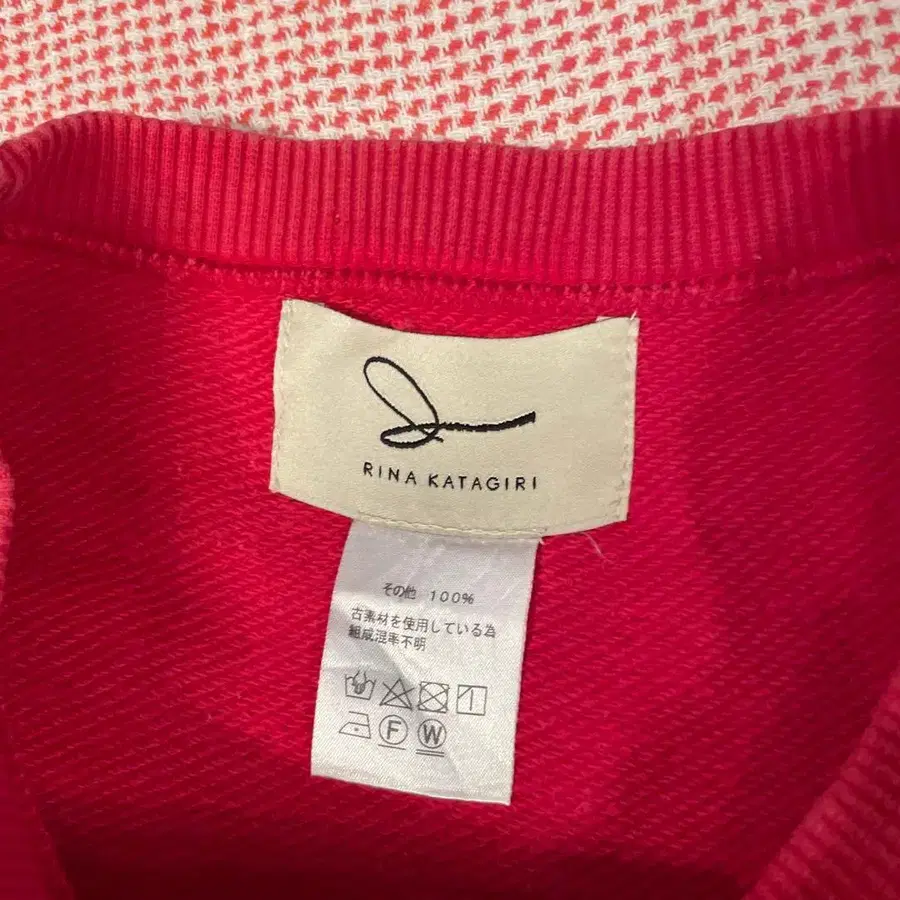 RINA KATAGIRI
その他 100%
古素材を使用している為
組成混率不明
F W